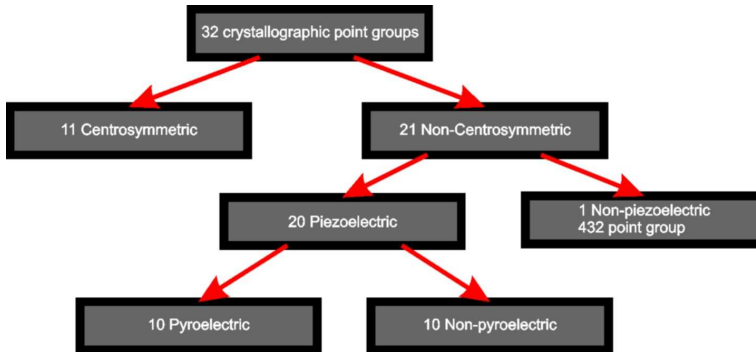 32 crystallographic point groups
11 Centrosymmetric
21 Non-Centrosymmetric
20 Piezoelectric
1 Non-piezoelectric
432 point group
10 Pyroelectric
10 Non-pyroelectric